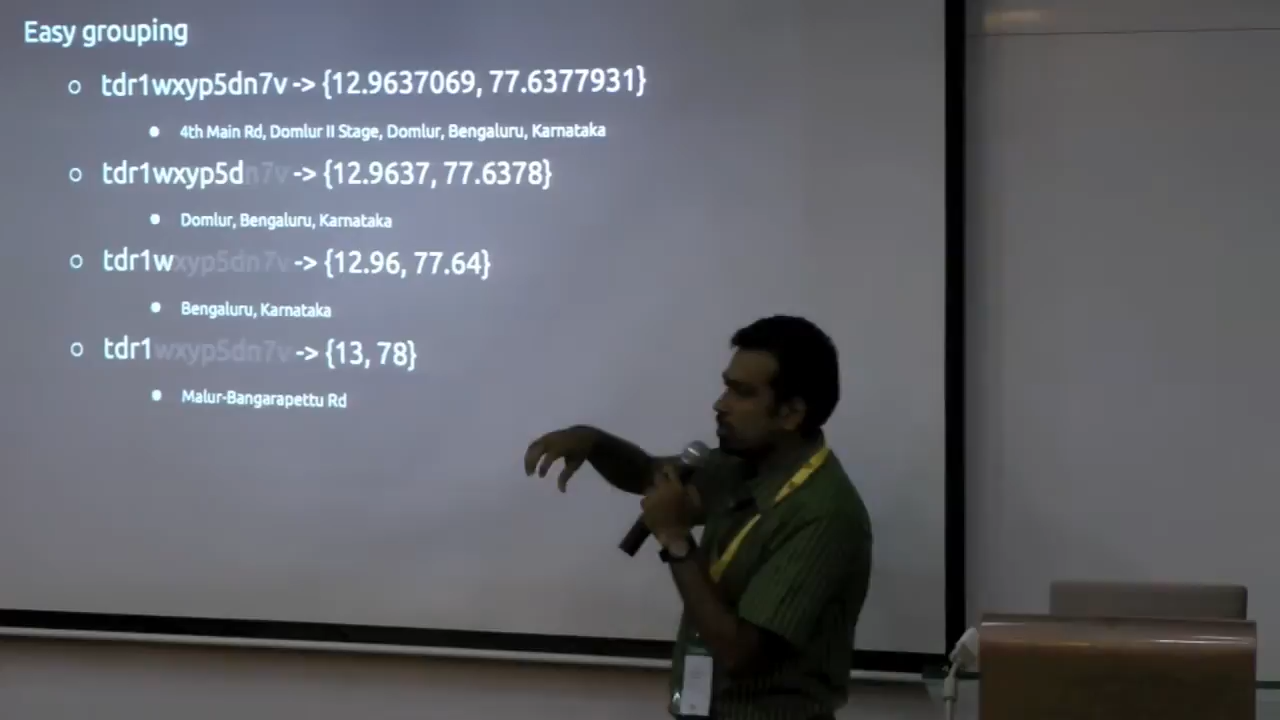 Easy grouping
tdr1wxyp5dn7v -> {12.9637069, 77.6377931}
4th Main Rd, Domlur II Stage, Domlur, Bengaluru, Karnataka
tdr1wxyp5dn7v -> {12.9637, 77.6378}
Domlur, Bengaluru, Karnataka
tdr1wxyp5dn7v -> {12.96, 77.64}
Bengaluru, Karnataka
tdr1wxyp5dn7v -> {13, 78}
Malur-Bangarapettu Rd